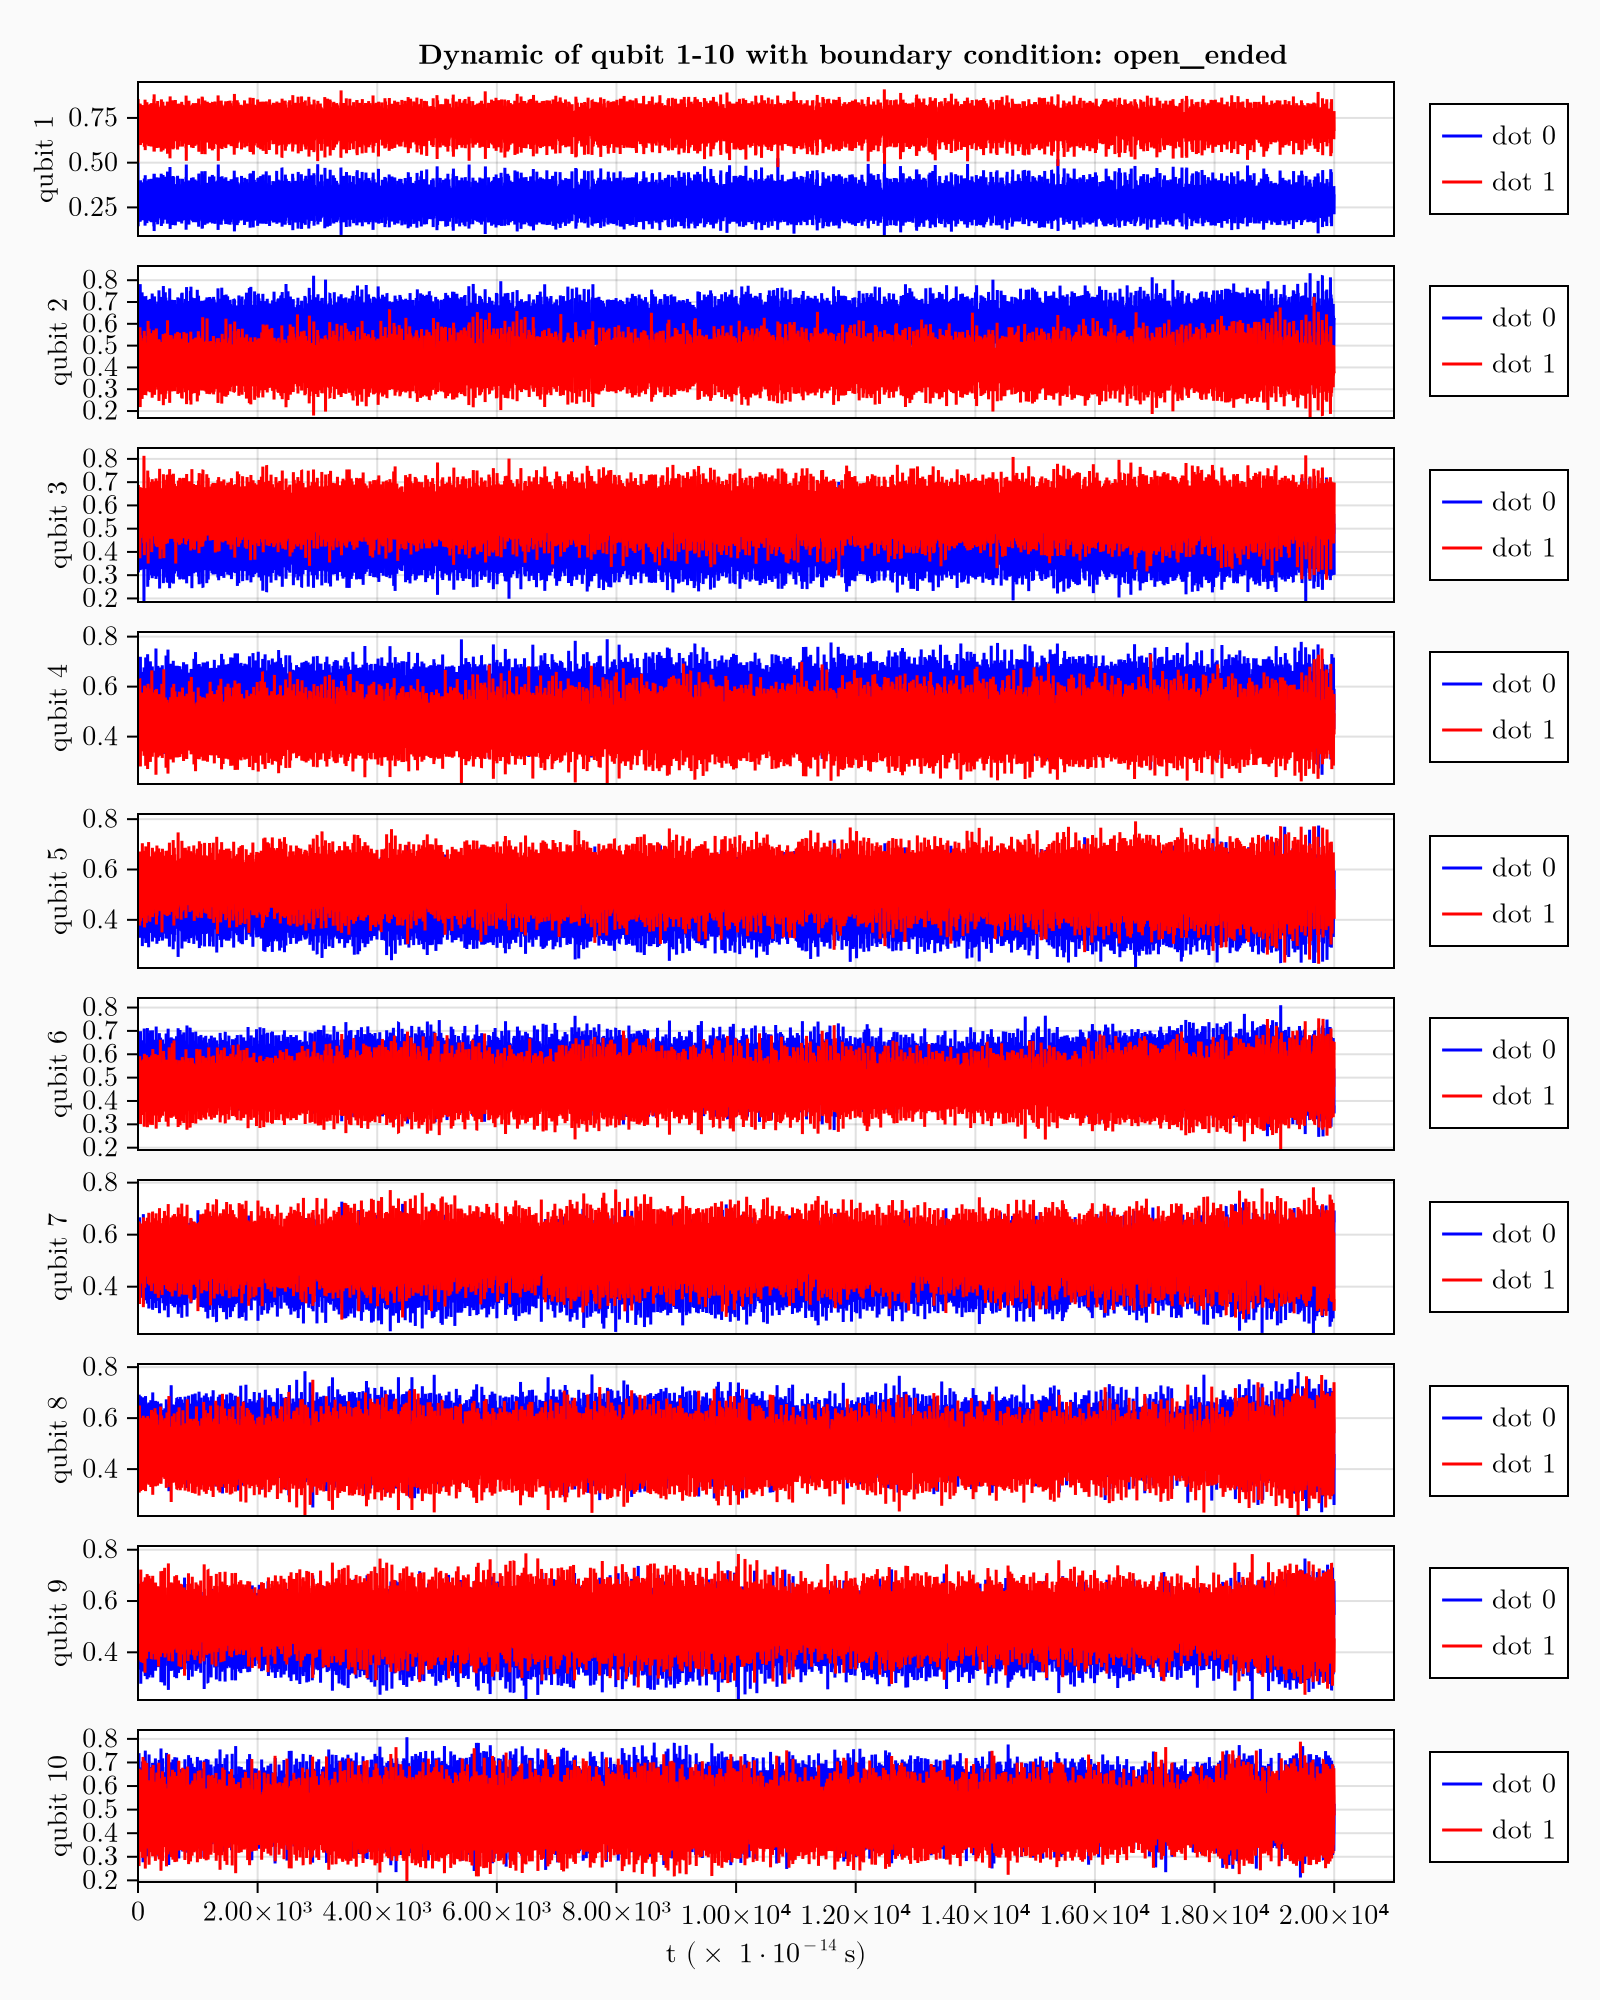 Dynamic of qubit 1-10 with boundary condition: open_ended
qubit 1
0.75
0.50
0.25
dot 0
dot 1
qubit 2
0.8
0.7
0.6
0.5
0.4
0.3
0.2
dot 0
dot 1
qubit 3
0.8
0.7
0.6
0.5
0.4
0.3
0.2
dot 0
dot 1
qubit 4
0.8
0.6
0.4
dot 0
dot 1
qubit 5
0.8
0.6
0.4
dot 0
dot 1
qubit 6
0.8
0.7
0.6
0.5
0.4
0.3
0.2
dot 0
dot 1
qubit 7
0.8
0.6
0.4
dot 0
dot 1
qubit 8
0.8
0.6
0.4
dot 0
dot 1
qubit 9
0.8
0.6
0.4
dot 0
dot 1
qubit 10
0.8
0.7
0.6
0.5
0.4
0.3
0.2
dot 0
dot 1
0 2.00×10³ 4.00×10³ 6.00×10³ 8.00×10³ 1.00×10⁴ 1.20×10⁴ 1.40×10⁴ 1.60×10⁴ 1.80×10⁴ 2.00×10⁴
t ( × 1 · 10⁻¹⁴ s)